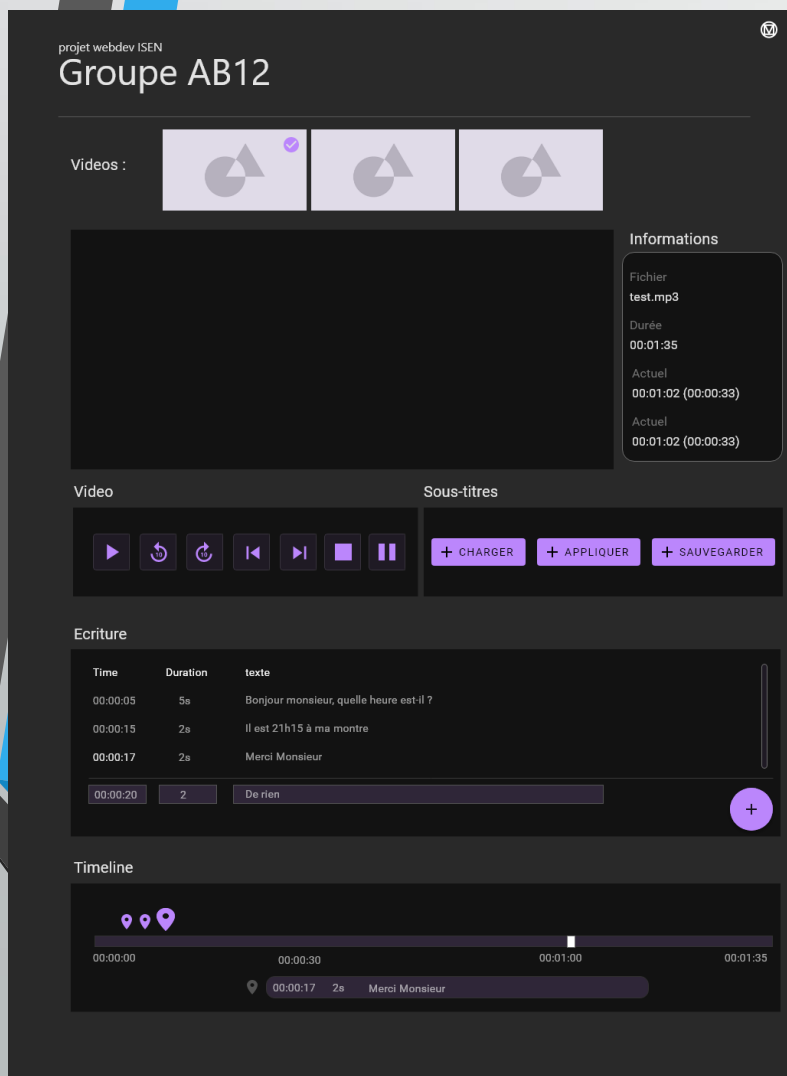 projet webdev ISEN
Groupe AB12
Videos :
Informations
Fichier
test.mp3
Durée
00:01:35
Actuel
00:01:02 (00:00:33)
Actuel
00:01:02 (00:00:33)
Video
Sous-titres
10
10
+ CHARGER
+ APPLIQUER
+ SAUVEGARDER
Ecriture
Time Duration texte
00:00:05 5s Bonjour monsieur, quelle heure est-il ?
00:00:15 2s Il est 21h15 à ma montre
00:00:17 2s Merci Monsieur
00:00:20 2 De rien
+
Timeline
00:00:00 00:00:30 00:01:00 00:01:35
00:00:17 2s Merci Monsieur